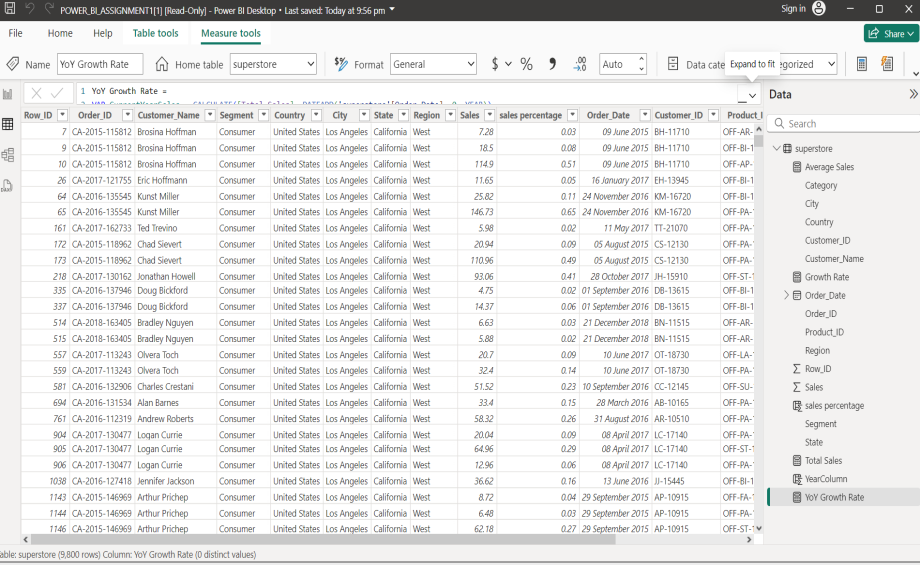 POWER_BI_ASSIGNMENT1[1] [Read-Only] - Power BI Desktop • Last saved: Today at 9:56 pm
Sign in
File Home Help Table tools Measure tools
Share
Name YoY Growth Rate
Home table superstore
Format General
$ % , .00 Auto
Data cate
Expand to fit
gorized
1 YoY Growth Rate =
Data
Row_ID Order_ID Customer_Name Segment Country City State Region Sales sales percentage Order_Date Customer_ID Product_I
7 CA-2015-115812 Brosina Hoffman Consumer United States Los Angeles California West 7.28 0.03 09 June 2015 BH-11710 OFF-AR-
9 CA-2015-115812 Brosina Hoffman Consumer United States Los Angeles California West 18.5 0.08 09 June 2015 BH-11710 OFF-BI-1
10 CA-2015-115812 Brosina Hoffman Consumer United States Los Angeles California West 114.9 0.51 09 June 2015 BH-11710 OFF-AP-
26 CA-2017-121755 Eric Hoffmann Consumer United States Los Angeles California West 11.65 0.05 16 January 2017 EH-13945 OFF-BI-1
64 CA-2016-135545 Kunst Miller Consumer United States Los Angeles California West 25.82 0.11 24 November 2016 KM-16720 OFF-BI-1
65 CA-2016-135545 Kunst Miller Consumer United States Los Angeles California West 146.73 0.65 24 November 2016 KM-16720 OFF-PA-1
161 CA-2017-162733 Ted Trevino Consumer United States Los Angeles California West 5.98 0.02 11 May 2017 TT-21070 OFF-PA-1
172 CA-2015-118962 Chad Sievert Consumer United States Los Angeles California West 20.94 0.09 05 August 2015 CS-12130 OFF-PA-1
173 CA-2015-118962 Chad Sievert Consumer United States Los Angeles California West 110.96 0.49 05 August 2015 CS-12130 OFF-PA-1
218 CA-2017-130162 Jonathan Howell Consumer United States Los Angeles California West 93.06 0.41 28 October 2017 JH-15910 OFF-ST-1
335 CA-2016-137946 Doug Bickford Consumer United States Los Angeles California West 4.75 0.02 01 September 2016 DB-13615 OFF-BI-1
337 CA-2016-137946 Doug Bickford Consumer United States Los Angeles California West 14.37 0.06 01 September 2016 DB-13615 OFF-BI-1
514 CA-2018-163405 Bradley Nguyen Consumer United States Los Angeles California West 6.63 0.03 21 December 2018 BN-11515 OFF-AR-
515 CA-2018-163405 Bradley Nguyen Consumer United States Los Angeles California West 5.88 0.02 21 December 2018 BN-11515 OFF-AR-
557 CA-2017-113243 Olvera Toch Consumer United States Los Angeles California West 20.7 0.09 10 June 2017 OT-18730 OFF-LA-1
559 CA-2017-113243 Olvera Toch Consumer United States Los Angeles California West 32.4 0.14 10 June 2017 OT-18730 OFF-PA-1
581 CA-2016-132906 Charles Crestani Consumer United States Los Angeles California West 51.52 0.23 10 September 2016 CC-12145 OFF-SU-
694 CA-2016-131534 Alan Barnes Consumer United States Los Angeles California West 33.4 0.15 28 March 2016 AB-10165 OFF-PA-1
761 CA-2016-112319 Andrew Roberts Consumer United States Los Angeles California West 58.32 0.26 31 August 2016 AR-10510 OFF-PA-1
904 CA-2017-130477 Logan Currie Consumer United States Los Angeles California West 20.04 0.09 08 April 2017 LC-17140 OFF-PA-1
905 CA-2017-130477 Logan Currie Consumer United States Los Angeles California West 64.96 0.29 08 April 2017 LC-17140 OFF-ST-1
906 CA-2017-130477 Logan Currie Consumer United States Los Angeles California West 12.96 0.06 08 April 2017 LC-17140 OFF-PA-1
1038 CA-2016-127418 Jennifer Jackson Consumer United States Los Angeles California West 36.62 0.16 13 June 2016 JJ-15445 OFF-BI-1
1143 CA-2015-146969 Arthur Prichep Consumer United States Los Angeles California West 8.72 0.04 29 September 2015 AP-10915 OFF-FA-1
1144 CA-2015-146969 Arthur Prichep Consumer United States Los Angeles California West 6.48 0.03 29 September 2015 AP-10915 OFF-PA-1
1146 CA-2015-146969 Arthur Prichep Consumer United States Los Angeles California West 62.18 0.27 29 September 2015 AP-10915 OFF-ST-1
Search
superstore
Average Sales
Category
City
Country
Customer_ID
Customer_Name
Growth Rate
Order_Date
Order_ID
Product_ID
Region
Row_ID
Sales
sales percentage
Segment
State
Total Sales
YearColumn
YoY Growth Rate
able: superstore (9,800 rows) Column: YoY Growth Rate (0 distinct values)